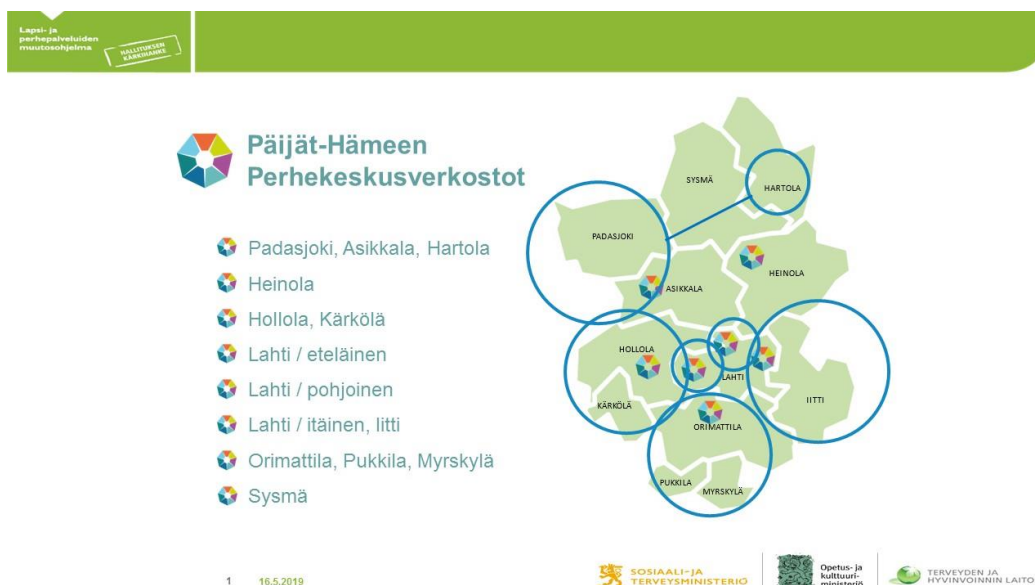 Lapsi- ja
perhepalveluiden
muutosohjelma
HALLITUKSEN
KÄRKIHANKE
Päijät-Hämeen
Perhekeskusverkostot
Padasjoki, Asikkala, Hartola
Heinola
Hollola, Kärkölä
Lahti / eteläinen
Lahti / pohjoinen
Lahti / itäinen, Iitti
Orimattila, Pukkila, Myrskylä
Sysmä
SYSMÄ
HARTOLA
PADASJOKI
HEINOLA
ASIKKALA
HOLLOLA
LAHTI
KÄRKÖLÄ
IITTI
ORIMATTILA
PUKKILA
MYRSKYLÄ
1 16.5.2019
SOSIAALI- JA
TERVEYSMINISTERIÖ
Opetus- ja
kulttuuri-
ministeriö
TERVEYDEN JA
HYVINVOINNIN LAITO